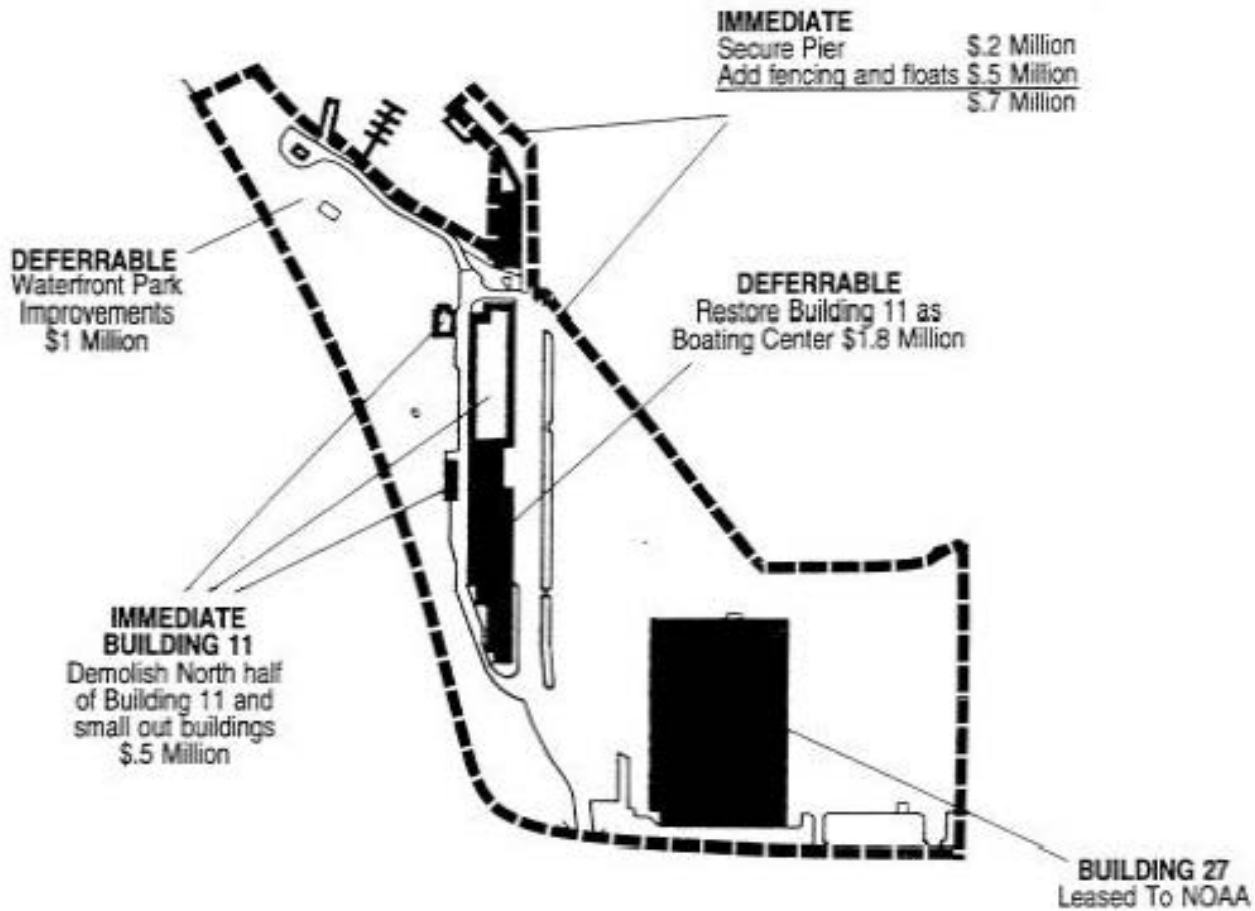 IMMEDIATE
Secure Pier $.2 Million
Add fencing and floats $.5 Million
$.7 Million
DEFERRABLE
Waterfront Park
Improvements
$1 Million
DEFERRABLE
Restore Building 11 as
Boating Center $1.8 Million
IMMEDIATE
BUILDING 11
Demolish North half
of Building 11 and
small out buildings
$.5 Million
BUILDING 27
Leased To NOAA